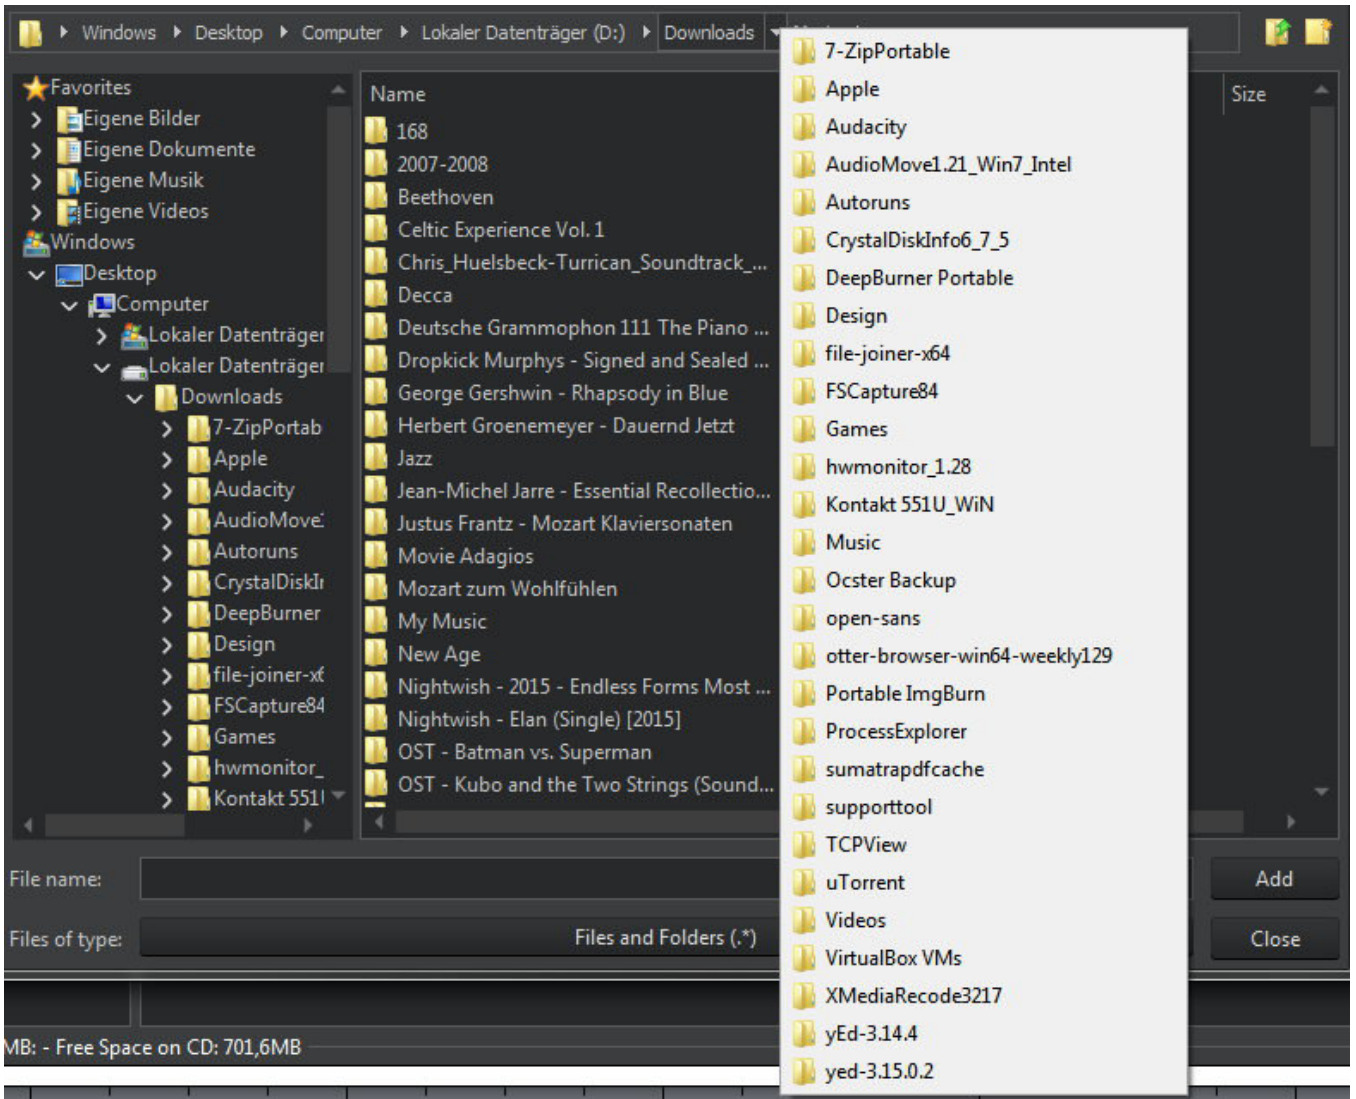 Windows Desktop Computer Lokaler Datenträger (D:) Downloads
Favorites
Eigene Bilder
Eigene Dokumente
Eigene Musik
Eigene Videos
Windows
Desktop
Computer
Lokaler Datenträger
Lokaler Datenträger
Downloads
7-ZipPortab
Apple
Audacity
AudioMove
Autoruns
CrystalDiskI
DeepBurner
Design
file-joiner-x
FSCapture84
Games
hwmonitor_
Kontakt 551
Name
168
2007-2008
Beethoven
Celtic Experience Vol. 1
Chris_Huelsbeck-Turrican_Soundtrack_...
Decca
Deutsche Grammophon 111 The Piano ...
Dropkick Murphys - Signed and Sealed ...
George Gershwin - Rhapsody in Blue
Herbert Groenemeyer - Dauernd Jetzt
Jazz
Jean-Michel Jarre - Essential Recollectio...
Justus Frantz - Mozart Klaviersonaten
Movie Adagios
Mozart zum Wohlfühlen
My Music
New Age
Nightwish - 2015 - Endless Forms Most ...
Nightwish - Elan (Single) [2015]
OST - Batman vs. Superman
OST - Kubo and the Two Strings (Sound...
7-ZipPortable
Apple
Audacity
AudioMove1.21_Win7_Intel
Autoruns
CrystalDiskInfo6_7_5
DeepBurner Portable
Design
file-joiner-x64
FSCapture84
Games
hwmonitor_1.28
Kontakt 551U_WiN
Music
Ocster Backup
open-sans
otter-browser-win64-weekly129
Portable ImgBurn
ProcessExplorer
sumatrapdfcache
supporttool
TCPView
uTorrent
Videos
VirtualBox VMs
XMediaRecode3217
yEd-3.14.4
yed-3.15.0.2
Size
File name:
Add
Files of type:
Files and Folders (.*)
Close
MB: - Free Space on CD: 701,6MB